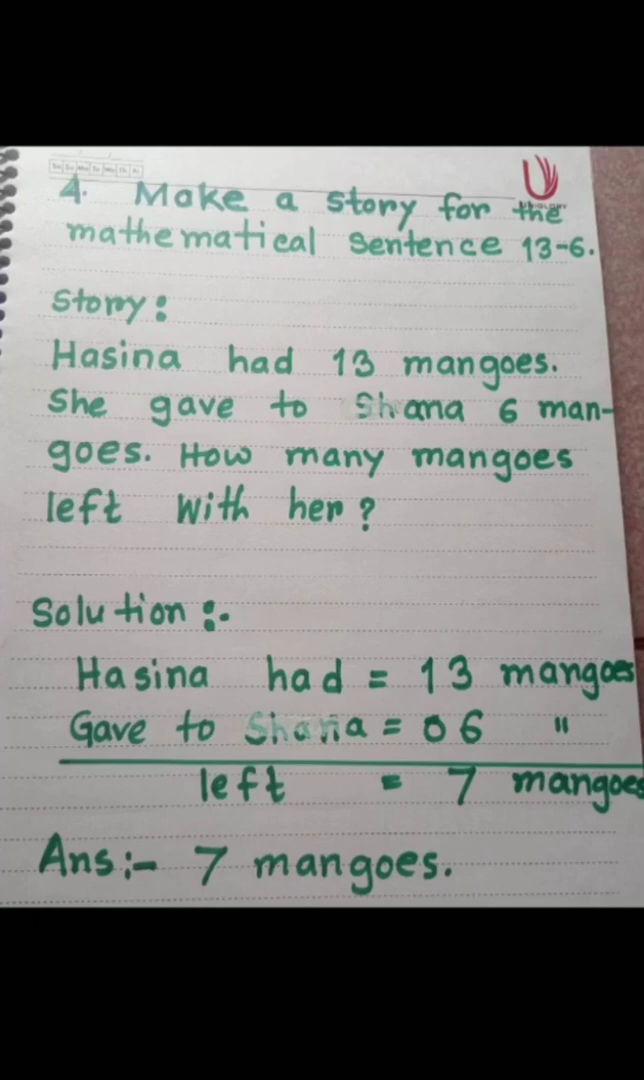 4. Make a story for the
mathematical Sentence 13-6.
Story:
Hasina had 13 mangoes.
She gave to Shana 6 man-
goes. How many mangoes
left with her?
Solution:-
Hasina had = 13 mangoes
Gave to Shana = 06 "
left = 7 mangoes
Ans:- 7 mangoes.